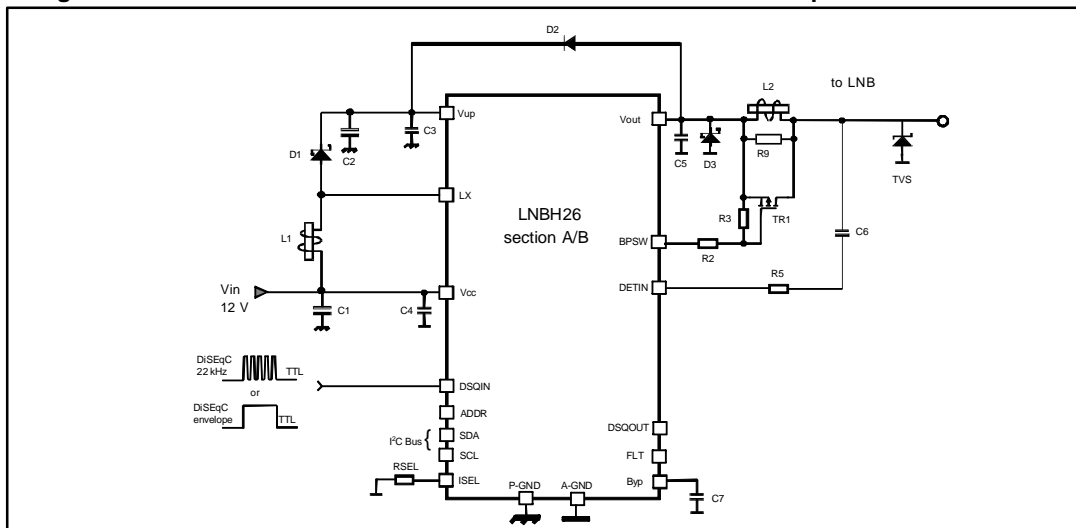 D2
L2
to LNB
Vup
Vout
C3
C2
D1
C5
D3
R9
TVS
LX
LNBH26
section A/B
R3
TR1
L1
BPSW
R2
C6
DETIN
R5
Vin
12 V
Vcc
C1
C4
DiSEqC
22 kHz
TTL
or
DiSEqC
envelope
TTL
DSQIN
ADDR
I²C Bus
SDA
SCL
DSQOUT
FLT
RSEL
ISEL
P-GND
A-GND
Byp
C7